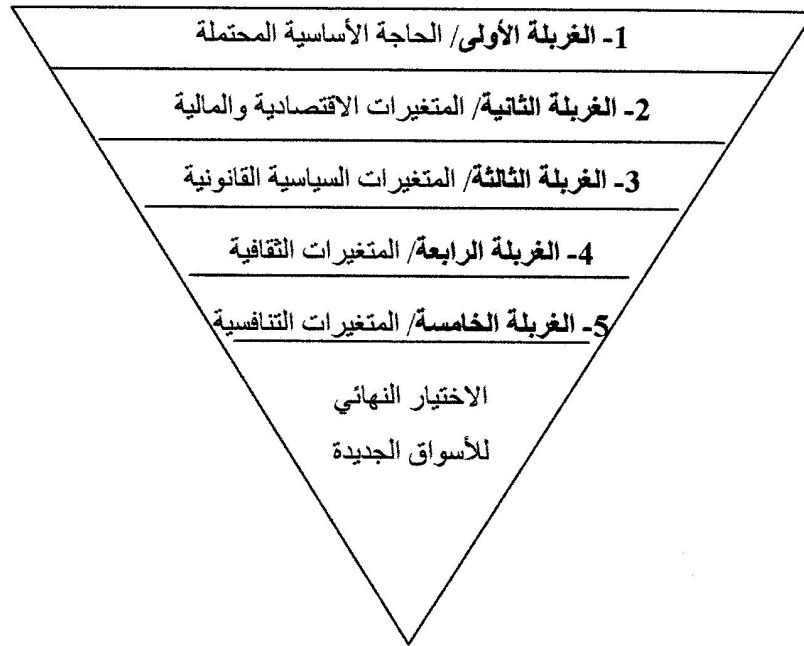 1- الغربلة الأولى/ الحاجة الأساسية المحتملة
2- الغربلة الثانية/ المتغيرات الاقتصادية والمالية
3- الغربلة الثالثة/ المتغيرات السياسية القانونية
4- الغربلة الرابعة/ المتغيرات الثقافية
5- الغربلة الخامسة/ المتغيرات التنافسية
الاختيار النهائي
للأسواق الجديدة